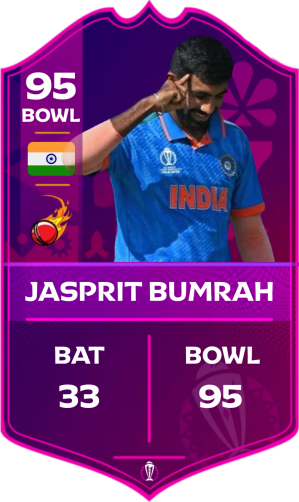 95
BOWL
INDIA
JASPRIT BUMRAH
BAT
BOWL
33
95